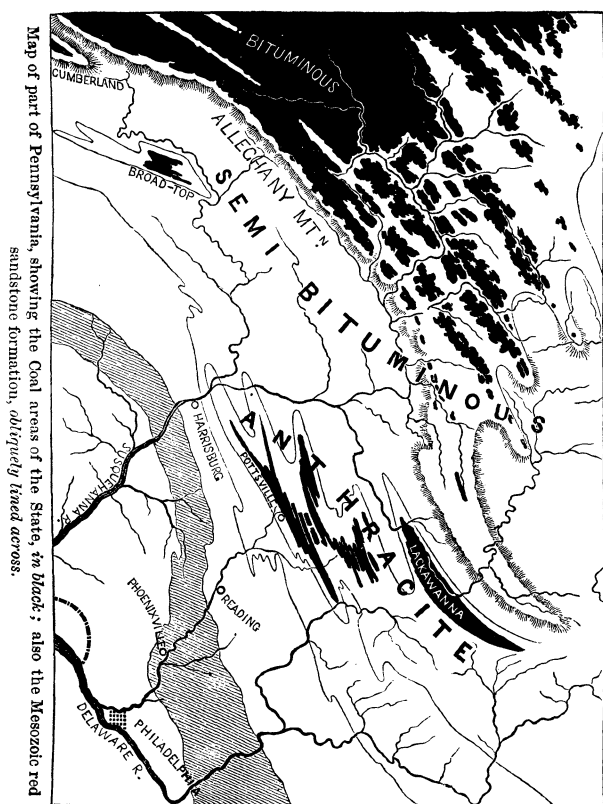 BITUMINOUS
CUMBERLAND
ALLEGHANY MTN
BROAD-TOP
SEMI BITUMINOUS
ANTHRACITE
HARRISBURG
POTTSVILLE
SUSQUEHANNA R.
LACKAWANNA
READING
PHOENIXVILLE
PHILADELPHIA
DELAWARE R.
Map of part of Pennsylvania, showing the Coal areas of the State, in black; also the Mesozoic red
sandstone formation, obliquely lined across.